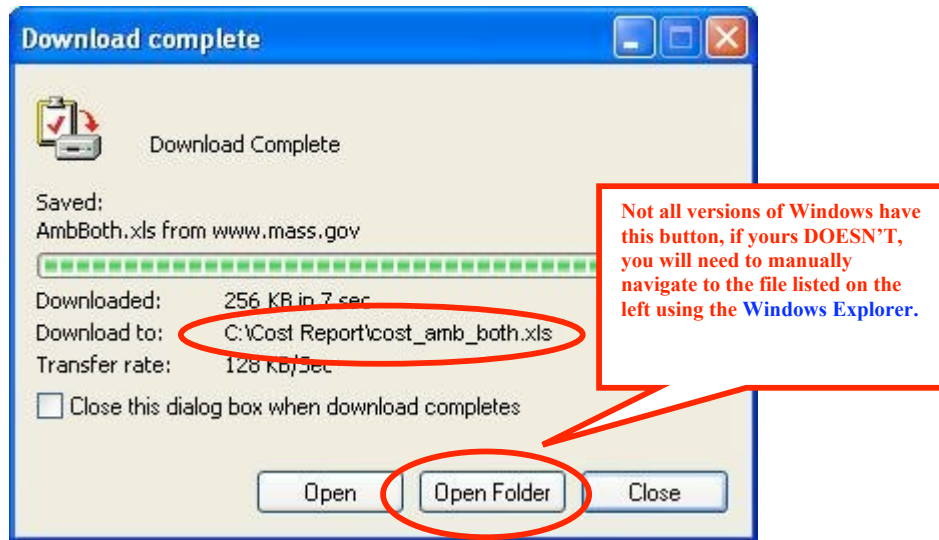 Download complete
Download Complete
Saved:
AmbBoth.xls from www.mass.gov
Not all versions of Windows have
this button, if yours DOESN’T,
you will need to manually
navigate to the file listed on the
left using the Windows Explorer.
Downloaded: 256 KB in 7 sec
Download to: C:\Cost Report\cost_amb_both.xls
Transfer rate: 128 KB/Sec
Close this dialog box when download completes
Open Open Folder Close